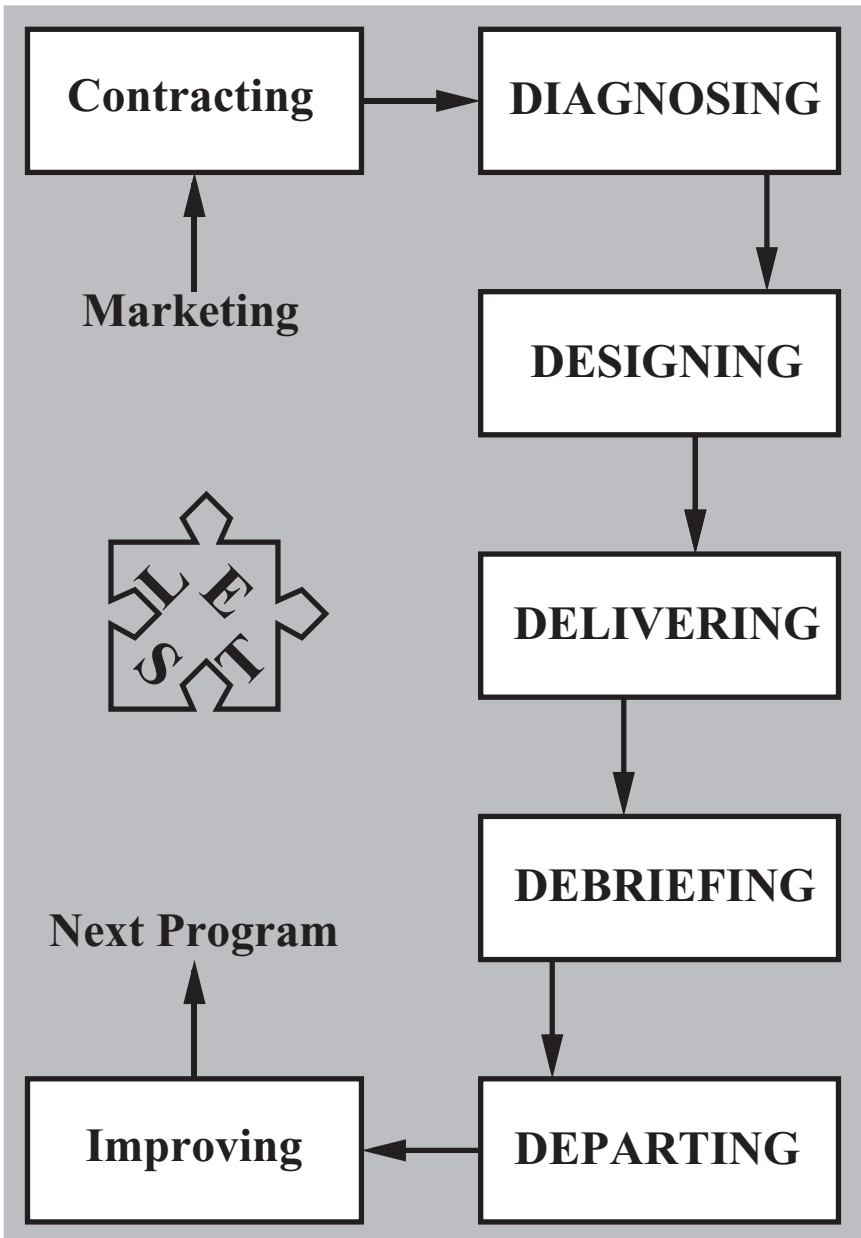 Contracting
DIAGNOSING
Marketing
DESIGNING
L E
S T
DELIVERING
DEBRIEFING
Next Program
Improving
DEPARTING